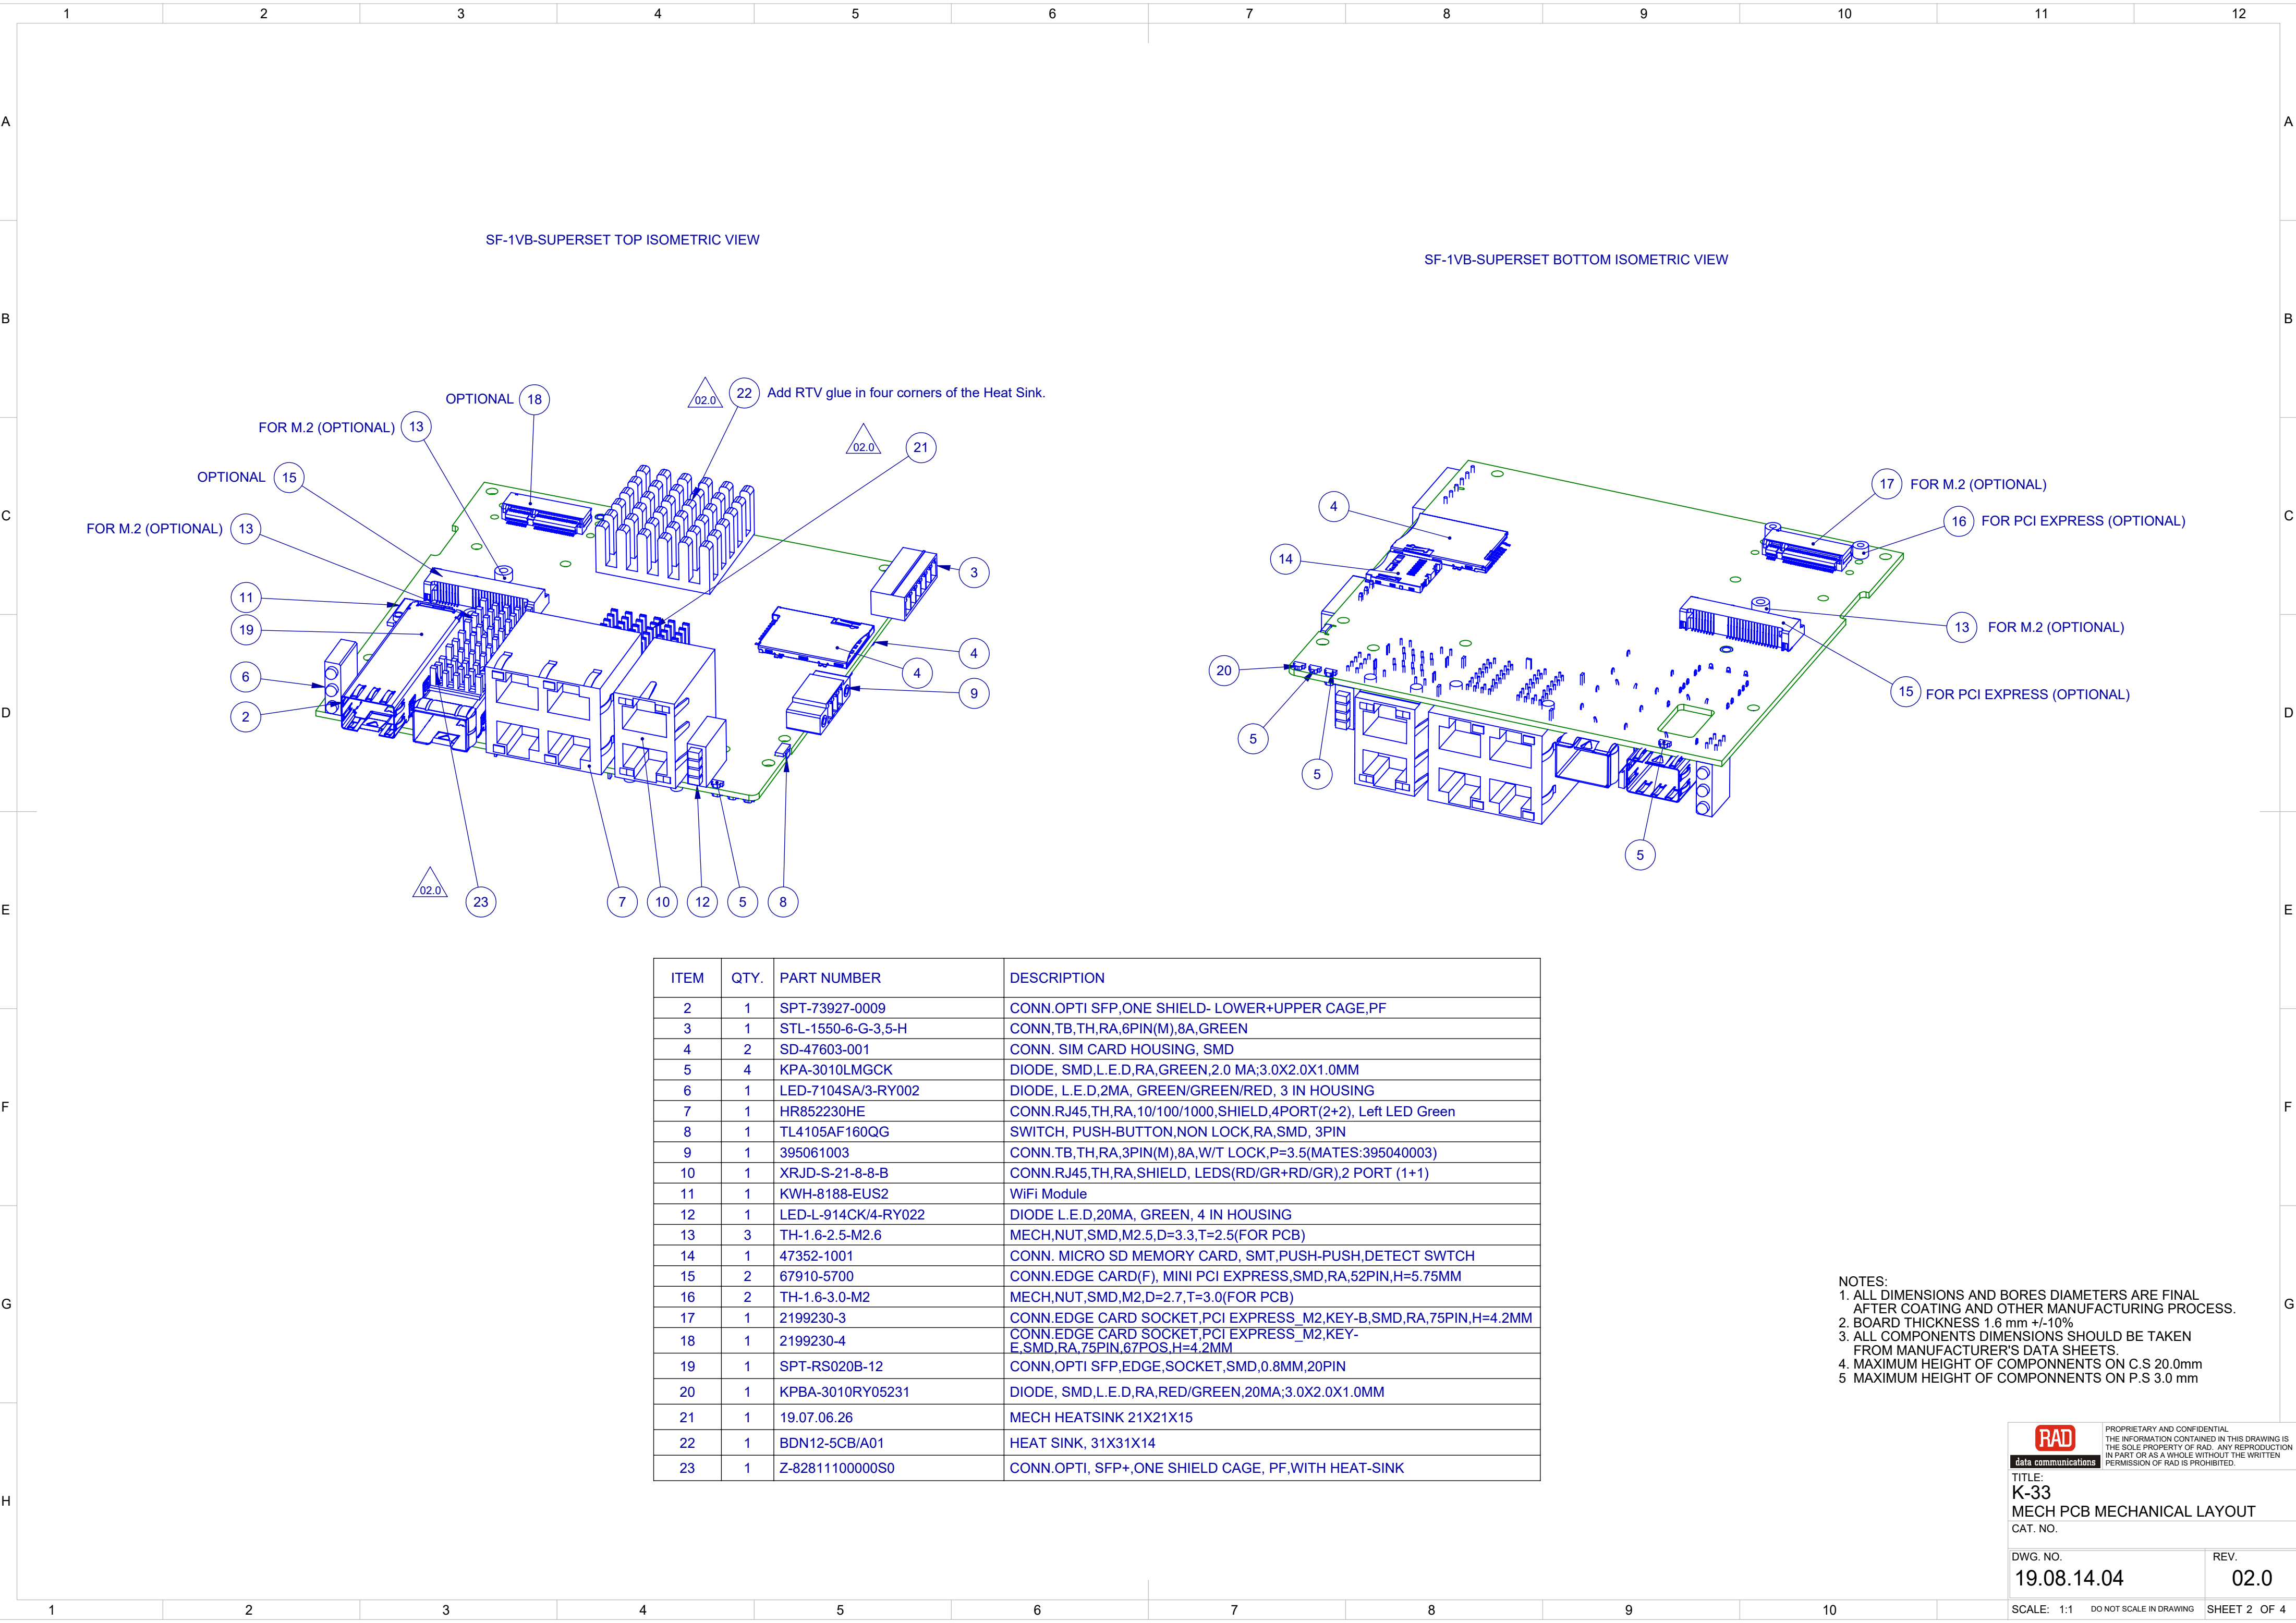 1 2 3 4 5 6 7 8 9 10 11 12
A A
B B
C C
D D
E E
F F
G G
H
SF-1VB-SUPERSET TOP ISOMETRIC VIEW
OPTIONAL 18
02.0 22 Add RTV glue in four corners of the Heat Sink.
FOR M.2 (OPTIONAL) 13
02.0 21
OPTIONAL 15
FOR M.2 (OPTIONAL) 13
3
11
19
4
4
6
9
2
02.0 23 7 10 12 5 8
SF-1VB-SUPERSET BOTTOM ISOMETRIC VIEW
17 FOR M.2 (OPTIONAL)
4
16 FOR PCI EXPRESS (OPTIONAL)
14
13 FOR M.2 (OPTIONAL)
20
15 FOR PCI EXPRESS (OPTIONAL)
5
5
5
ITEM QTY. PART NUMBER DESCRIPTION
2 1 SPT-73927-0009 CONN.OPTI SFP,ONE SHIELD- LOWER+UPPER CAGE,PF
3 1 STL-1550-6-G-3,5-H CONN,TB,TH,RA,6PIN(M),8A,GREEN
4 2 SD-47603-001 CONN. SIM CARD HOUSING, SMD
5 4 KPA-3010LMGCK DIODE, SMD,L.E.D,RA,GREEN,2.0 MA;3.0X2.0X1.0MM
6 1 LED-7104SA/3-RY002 DIODE, L.E.D,2MA, GREEN/GREEN/RED, 3 IN HOUSING
7 1 HR852230HE CONN.RJ45,TH,RA,10/100/1000,SHIELD,4PORT(2+2), Left LED Green
8 1 TL4105AF160QG SWITCH, PUSH-BUTTON,NON LOCK,RA,SMD, 3PIN
9 1 395061003 CONN.TB,TH,RA,3PIN(M),8A,W/T LOCK,P=3.5(MATES:395040003)
10 1 XRJD-S-21-8-8-B CONN.RJ45,TH,RA,SHIELD, LEDS(RD/GR+RD/GR),2 PORT (1+1)
11 1 KWH-8188-EUS2 WiFi Module
12 1 LED-L-914CK/4-RY022 DIODE L.E.D,20MA, GREEN, 4 IN HOUSING
13 3 TH-1.6-2.5-M2.6 MECH,NUT,SMD,M2.5,D=3.3,T=2.5(FOR PCB)
14 1 47352-1001 CONN. MICRO SD MEMORY CARD, SMT,PUSH-PUSH,DETECT SWTCH
15 2 67910-5700 CONN.EDGE CARD(F), MINI PCI EXPRESS,SMD,RA,52PIN,H=5.75MM
16 2 TH-1.6-3.0-M2 MECH,NUT,SMD,M2,D=2.7,T=3.0(FOR PCB)
17 1 2199230-3 CONN.EDGE CARD SOCKET,PCI EXPRESS_M2,KEY-B,SMD,RA,75PIN,H=4.2MM
18 1 2199230-4 CONN.EDGE CARD SOCKET,PCI EXPRESS_M2,KEY-
E,SMD,RA,75PIN,67POS,H=4.2MM
19 1 SPT-RS020B-12 CONN,OPTI SFP,EDGE,SOCKET,SMD,0.8MM,20PIN
20 1 KPBA-3010RY05231 DIODE, SMD,L.E.D,RA,RED/GREEN,20MA;3.0X2.0X1.0MM
21 1 19.07.06.26 MECH HEATSINK 21X21X15
22 1 BDN12-5CB/A01 HEAT SINK, 31X31X14
23 1 Z-82811100000S0 CONN.OPTI, SFP+,ONE SHIELD CAGE, PF,WITH HEAT-SINK
NOTES:
1. ALL DIMENSIONS AND BORES DIAMETERS ARE FINAL
AFTER COATING AND OTHER MANUFACTURING PROCESS.
2. BOARD THICKNESS 1.6 mm +/-10%
3. ALL COMPONENTS DIMENSIONS SHOULD BE TAKEN
FROM MANUFACTURER'S DATA SHEETS.
4. MAXIMUM HEIGHT OF COMPONNENTS ON C.S 20.0mm
5 MAXIMUM HEIGHT OF COMPONNENTS ON P.S 3.0 mm
RAD
data communications
PROPRIETARY AND CONFIDENTIAL
THE INFORMATION CONTAINED IN THIS DRAWING IS
THE SOLE PROPERTY OF RAD. ANY REPRODUCTION
IN PART OR AS A WHOLE WITHOUT THE WRITTEN
PERMISSION OF RAD IS PROHIBITED.
TITLE:
K-33
MECH PCB MECHANICAL LAYOUT
CAT. NO.
DWG. NO. REV.
19.08.14.04 02.0
SCALE: 1:1 DO NOT SCALE IN DRAWING SHEET 2 OF 4
1 2 3 4 5 6 7 8 9 10